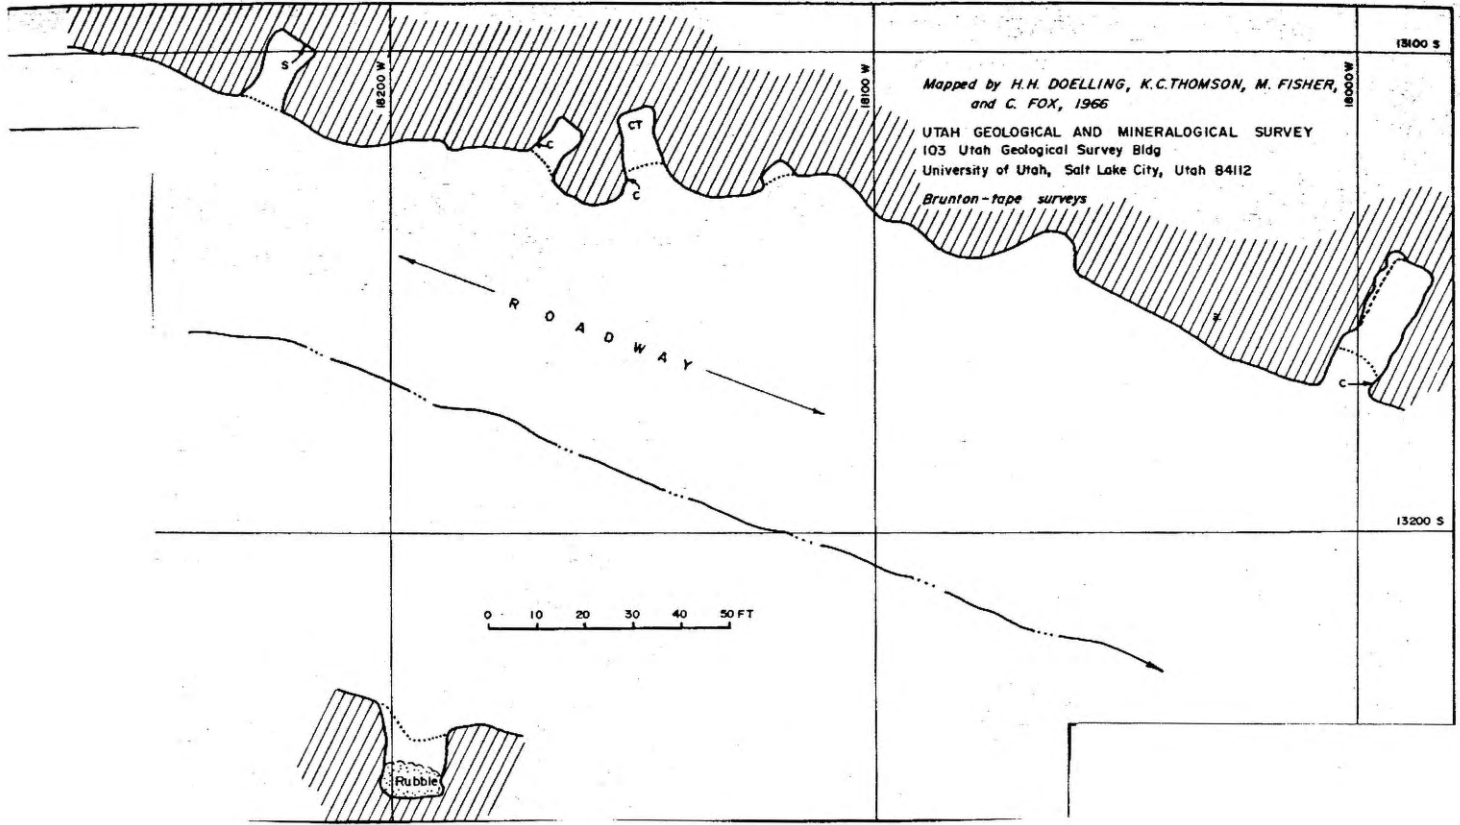 13100 S
S
18200 W
18100 W
18000 W
Mapped by H.H. DOELLING, K.C. THOMSON, M. FISHER,
and C. FOX, 1966
UTAH GEOLOGICAL AND MINERALOGICAL SURVEY
103 Utah Geological Survey Bldg
University of Utah, Salt Lake City, Utah 84112
Brunton-tape surveys
CT
C
C
ROADWAY
C
13200 S
0 10 20 30 40 50 FT
Rubble